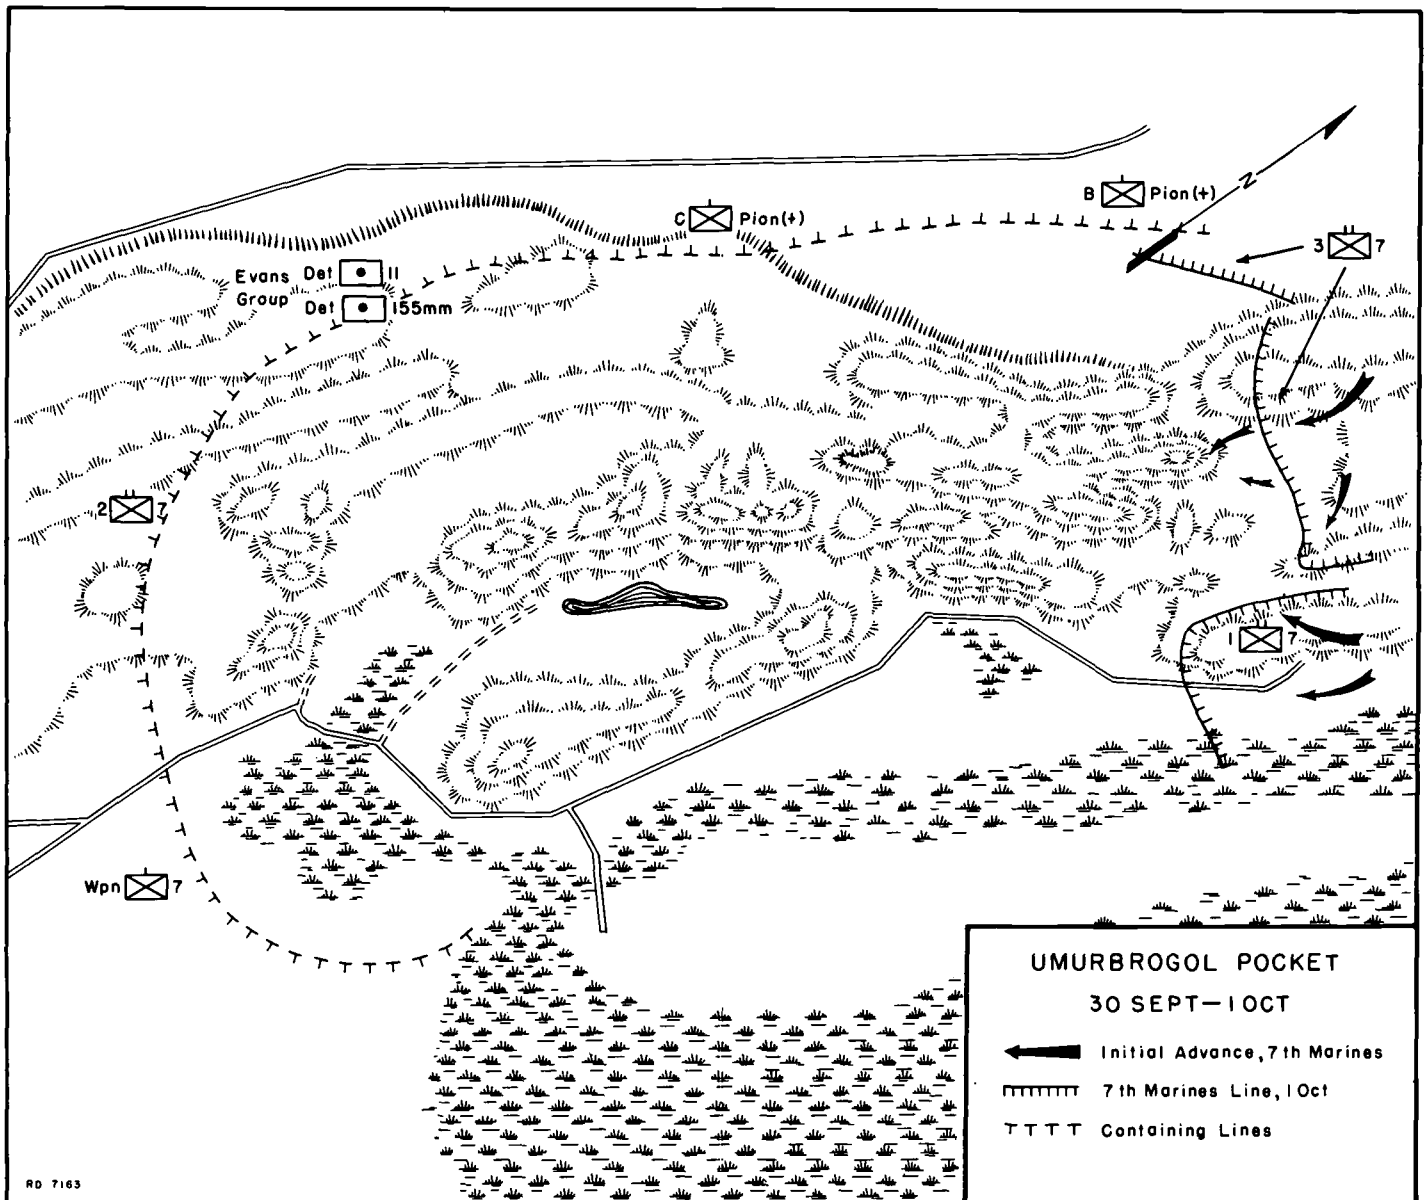 N
B Pion(+)
C Pion(+)
3 7
Evans Group
Det 11
Det 155mm
2 7
1 7
Wpn 7
UMURBROGOL POCKET
30 SEPT—1 OCT
Initial Advance, 7th Marines
7th Marines Line, 1 Oct
Containing Lines
RD 7163